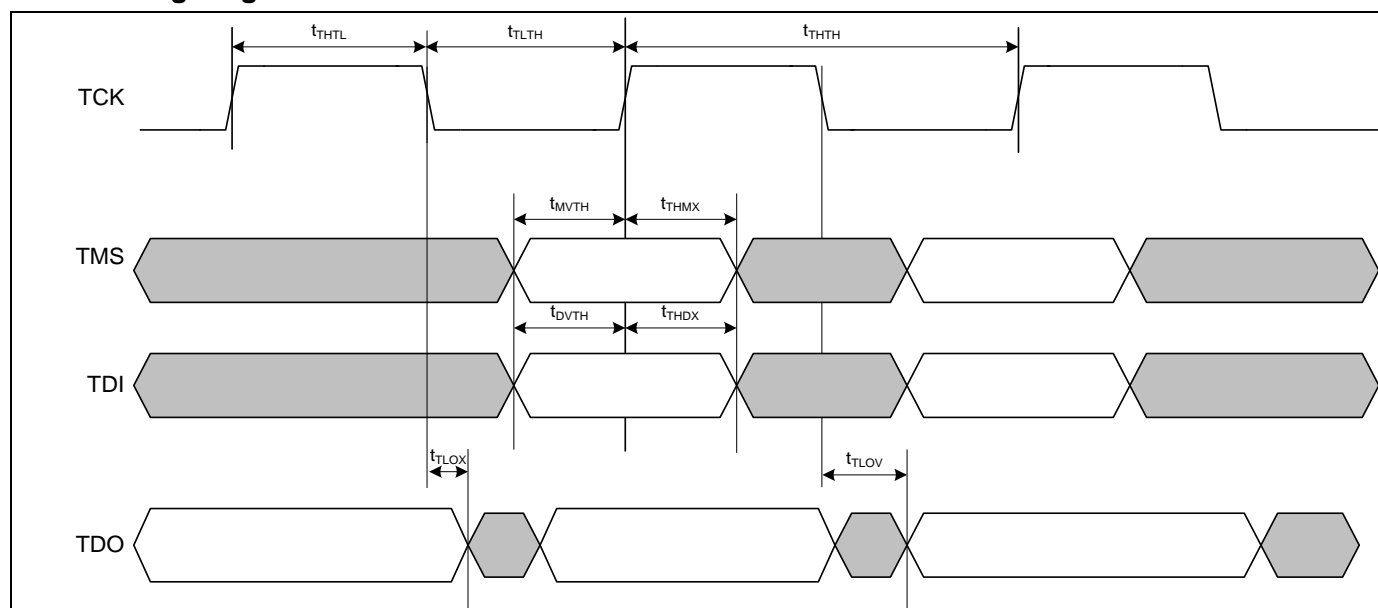 tTHTL tTLTH tTHTH
TCK
tMVTH tTHMX
TMS
tDVTH tTHDX
TDI
tTLOX tTLOV
TDO